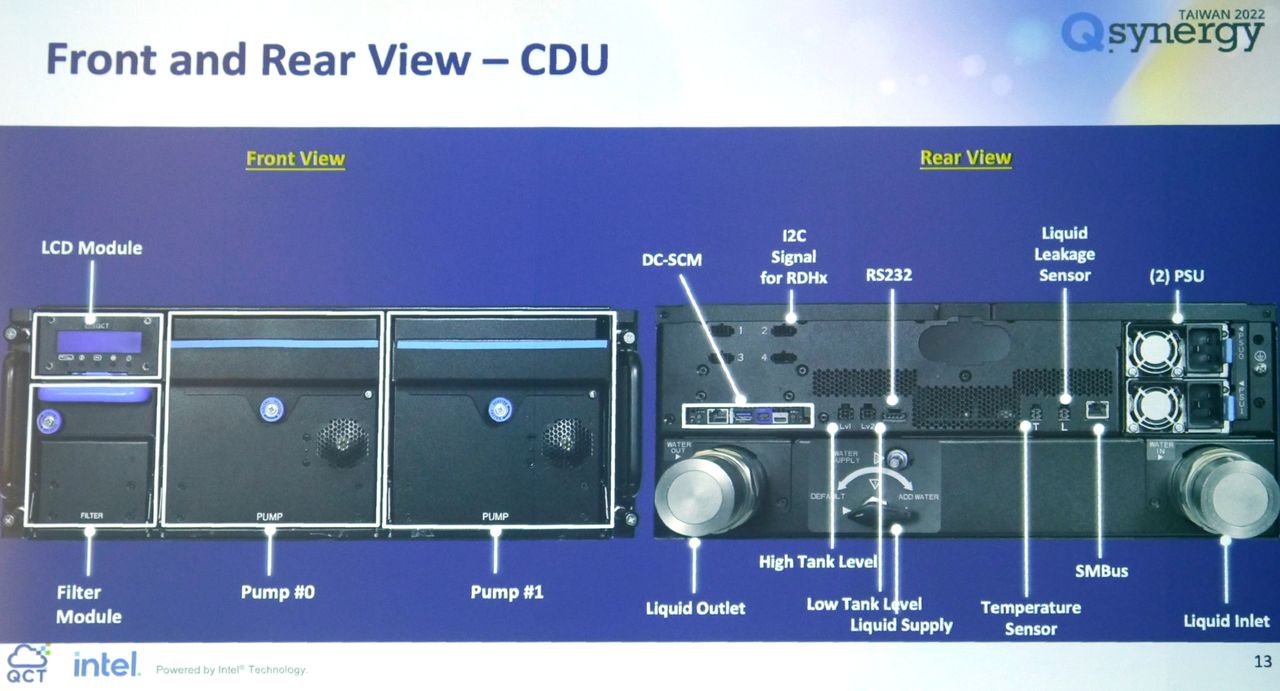 TAIWAN 2022
Qsynergy
Front and Rear View – CDU
Front View
LCD Module
QCT
FILTER
PUMP
PUMP
Filter
Module
Pump #0
Pump #1
Rear View
DC-SCM
I2C
Signal
for RDHx
RS232
Liquid
Leakage
Sensor
(2) PSU
1
2
3
4
PSU0
PSU1
Lv1
Lv2
T
L
WATER
OUT
WATER
SUPPLY
DEFAULT
ADD WATER
WATER
IN
High Tank Level
Low Tank Level
Liquid Supply
Liquid Outlet
Temperature
Sensor
SMBus
Liquid Inlet
QCT
intel.
Powered by Intel® Technology.
13